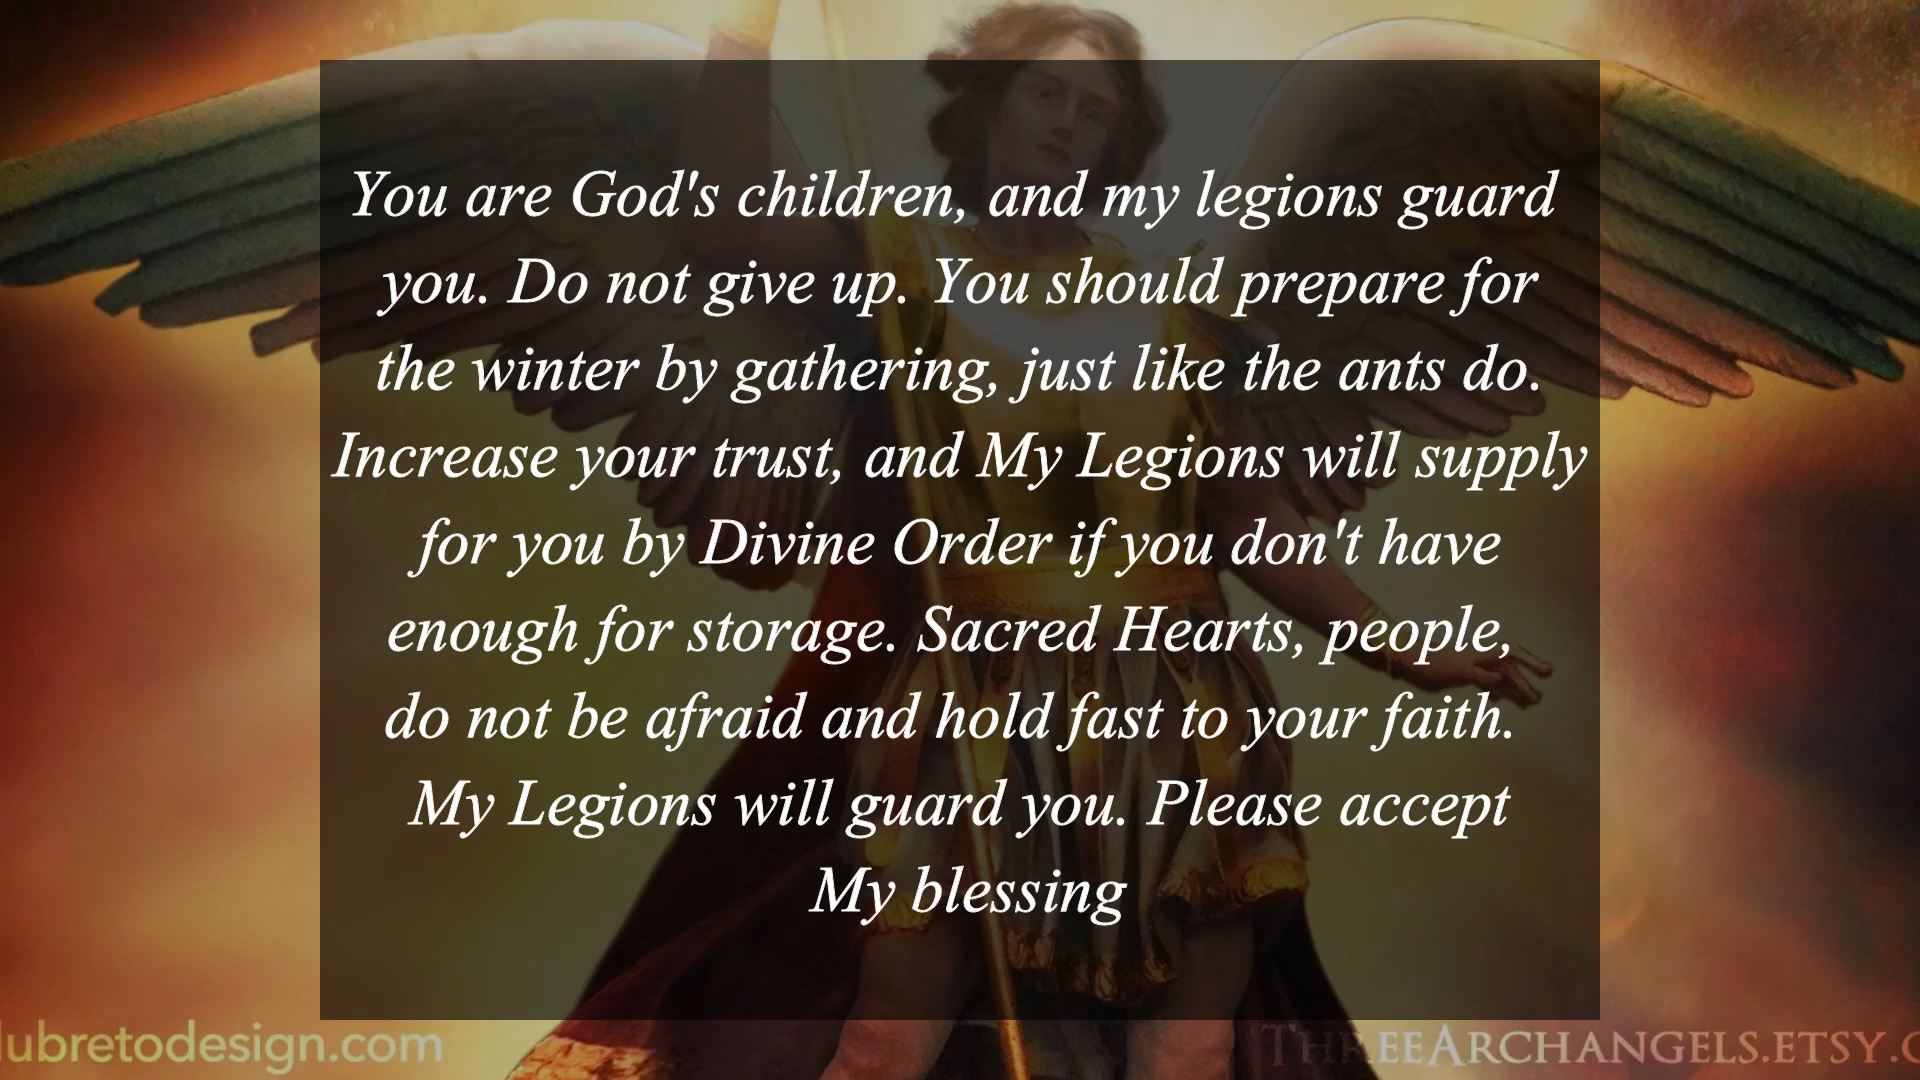 You are God's children, and my legions guard
you. Do not give up. You should prepare for
the winter by gathering, just like the ants do.
Increase your trust, and My Legions will supply
for you by Divine Order if you don't have
enough for storage. Sacred Hearts, people,
do not be afraid and hold fast to your faith.
My Legions will guard you. Please accept
My blessing
lubretodesign.com
THREEARCHANGELS.ETSY.C